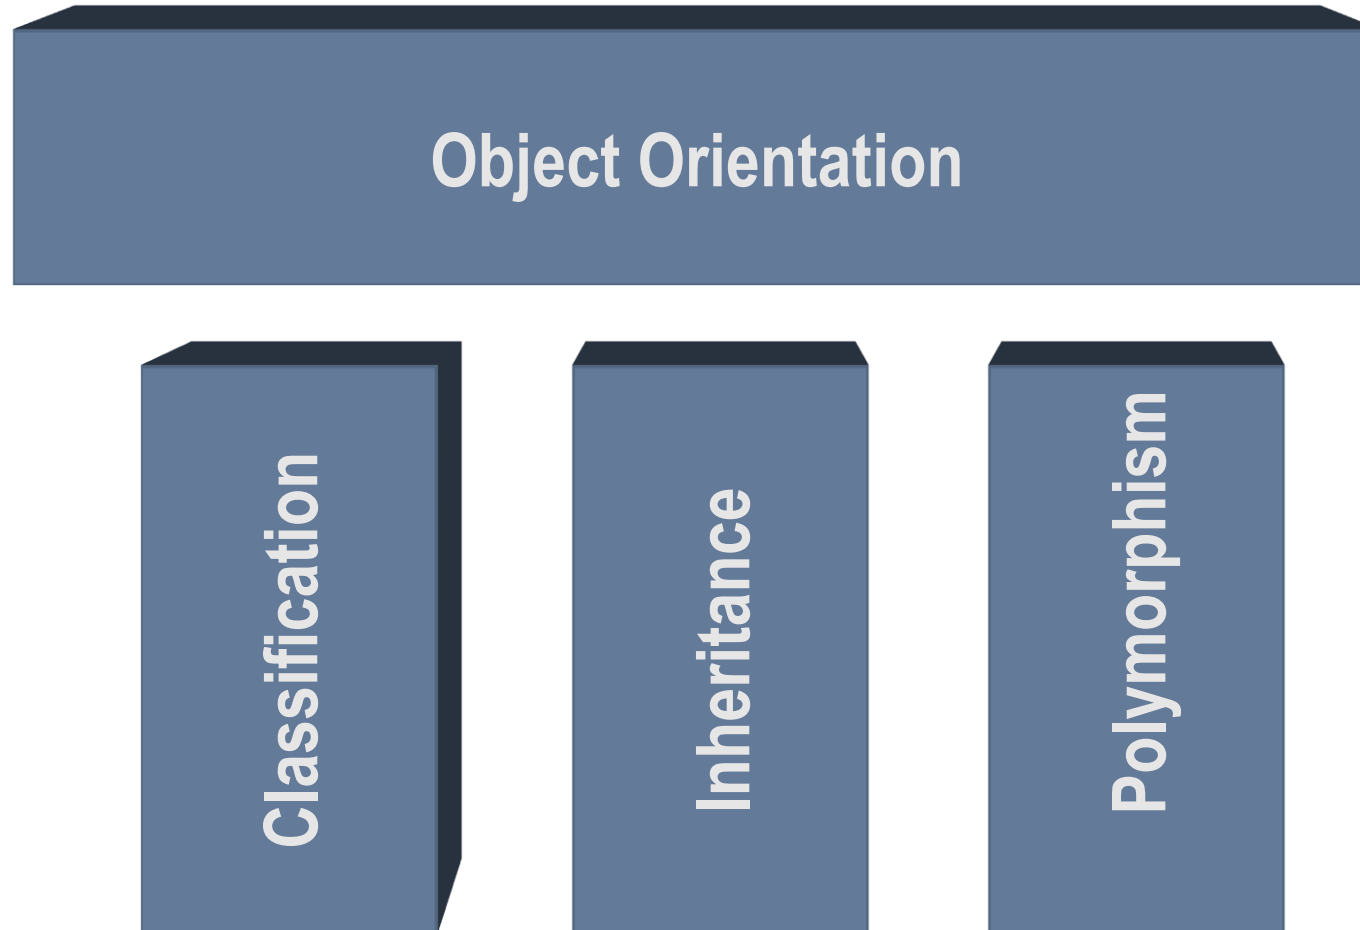 Object Orientation
Classification
Inheritance
Polymorphism